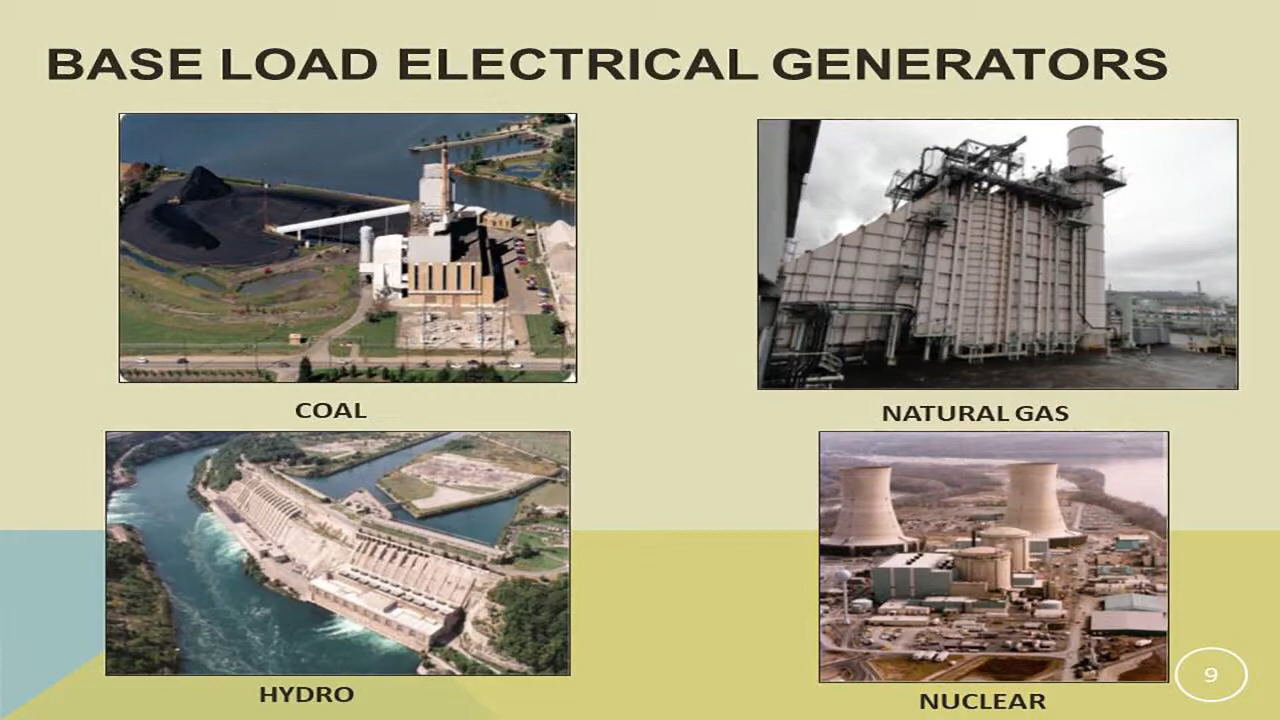 BASE LOAD ELECTRICAL GENERATORS
COAL
NATURAL GAS
HYDRO
NUCLEAR
9